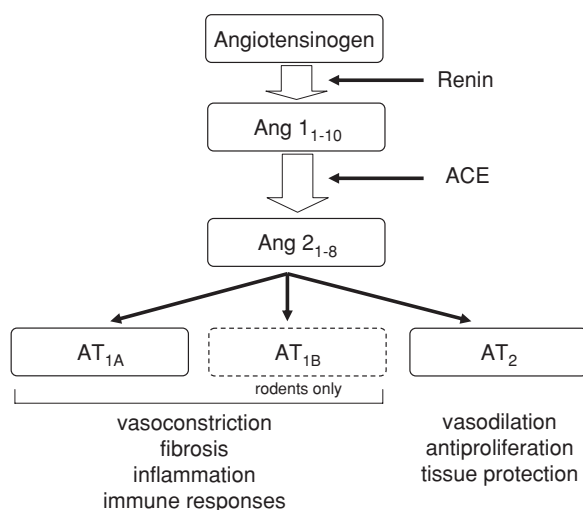 Angiotensinogen
Renin
Ang 1₁₋₁₀
ACE
Ang 2₁₋₈
AT₁A AT₁B AT₂
rodents only
vasoconstriction
fibrosis
inflammation
immune responses
vasodilation
antiproliferation
tissue protection